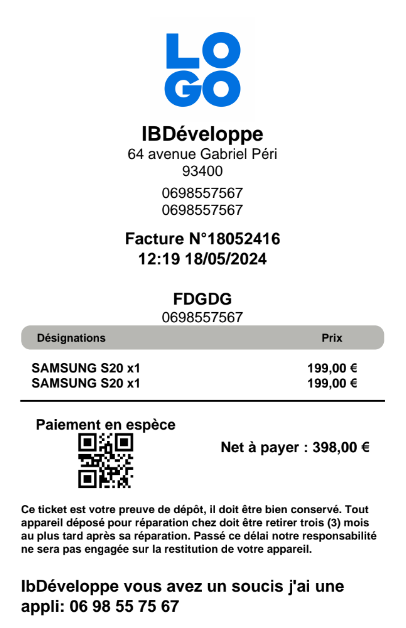 LO
GO
IBDéveloppe
64 avenue Gabriel Péri
93400
0698557567
0698557567
Facture N°18052416
12:19 18/05/2024
FDGDG
0698557567
Désignations Prix
SAMSUNG S20 x1 199,00 €
SAMSUNG S20 x1 199,00 €
Paiement en espèce
Net à payer : 398,00 €
Ce ticket est votre preuve de dépôt, il doit être bien conservé. Tout
appareil déposé pour réparation chez doit être retirer trois (3) mois
au plus tard après sa réparation. Passé ce délai notre responsabilité
ne sera pas engagée sur la restitution de votre appareil.
IbDéveloppe vous avez un soucis j'ai une
appli: 06 98 55 75 67